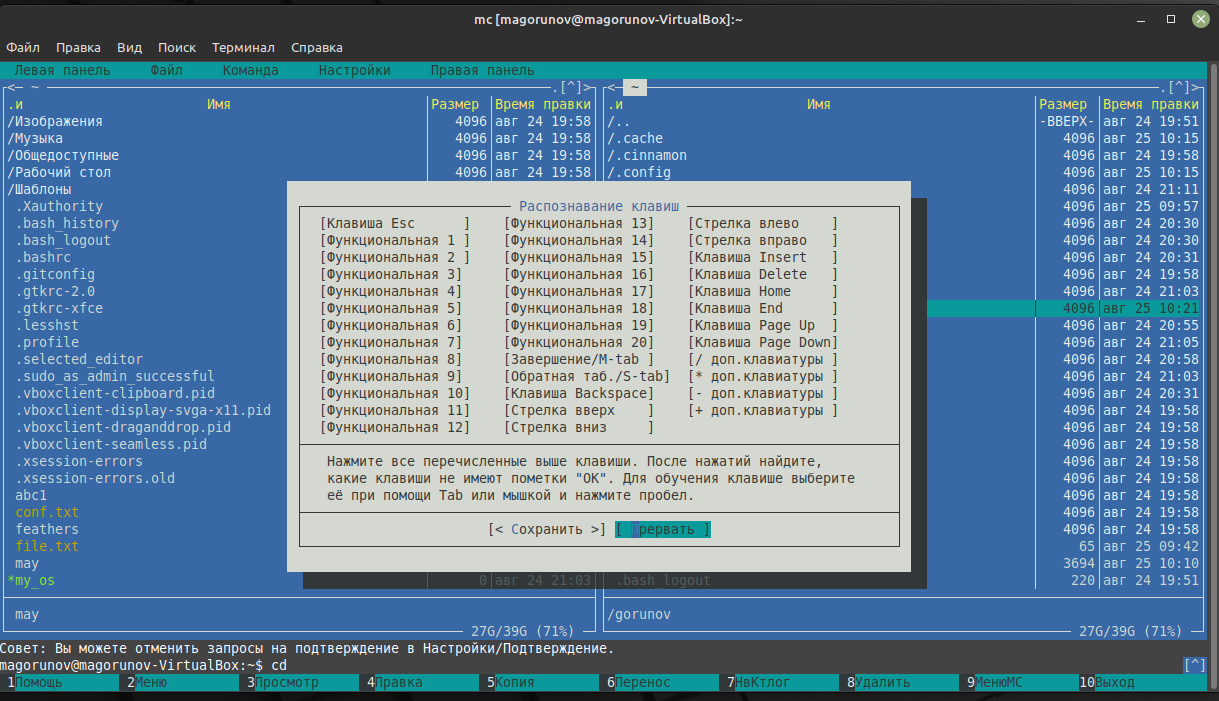 mc [magorunov@magorunov-VirtualBox]:~
Файл Правка Вид Поиск Терминал Справка
Левая панель Файл Команда Настройки Правая панель
<─ ~ ─.[^]> <─ ~ ─.[^]>
.и Имя Размер Время правки .и Имя Размер Время правки
/Изображения 4096 авг 24 19:58 /.. -ВВЕРХ- авг 24 19:51
/Музыка 4096 авг 24 19:58 /.cache 4096 авг 25 10:15
/Общедоступные 4096 авг 24 19:58 /.cinnamon 4096 авг 24 19:58
/Рабочий стол 4096 авг 24 19:58 /.config 4096 авг 25 10:15
/Шаблоны 4096 авг 24 21:11
.Xauthority Распознавание клавиш 4096 авг 25 09:57
.bash_history [Клавиша Esc ] [Функциональная 13] [Стрелка влево ] 4096 авг 24 20:30
.bash_logout [Функциональная 1 ] [Функциональная 14] [Стрелка вправо ] 4096 авг 24 20:30
.bashrc [Функциональная 2 ] [Функциональная 15] [Клавиша Insert ] 4096 авг 24 20:31
.gitconfig [Функциональная 3] [Функциональная 16] [Клавиша Delete ] 4096 авг 24 19:58
.gtkrc-2.0 [Функциональная 4] [Функциональная 17] [Клавиша Home ] 4096 авг 24 21:03
.gtkrc-xfce [Функциональная 5] [Функциональная 18] [Клавиша End ] 4096 авг 25 10:21
.lesshst [Функциональная 6] [Функциональная 19] [Клавиша Page Up ] 4096 авг 24 20:55
.profile [Функциональная 7] [Функциональная 20] [Клавиша Page Down] 4096 авг 24 21:05
.selected_editor [Функциональная 8] [Завершение/M-tab ] [/ доп.клавиатуры ] 4096 авг 24 20:58
.sudo_as_admin_successful [Функциональная 9] [Обратная таб./S-tab] [* доп.клавиатуры ] 4096 авг 24 21:03
.vboxclient-clipboard.pid [Функциональная 10] [Клавиша Backspace] [- доп.клавиатуры ] 4096 авг 24 20:31
.vboxclient-display-svga-x11.pid [Функциональная 11] [Стрелка вверх ] [+ доп.клавиатуры ] 4096 авг 24 19:58
.vboxclient-draganddrop.pid [Функциональная 12] [Стрелка вниз ] 4096 авг 24 19:58
.vboxclient-seamless.pid 4096 авг 24 19:58
.xsession-errors Нажмите все перечисленные выше клавиши. После нажатий найдите, 4096 авг 24 19:58
.xsession-errors.old какие клавиши не имеют пометки "OK". Для обучения клавише выберите 4096 авг 24 19:58
abc1 её при помощи Tab или мышкой и нажмите пробел. 4096 авг 24 19:58
conf.txt 4096 авг 24 19:58
feathers [< Сохранить >] [ Прервать ] 4096 авг 24 19:58
file.txt 65 авг 25 09:42
may 3694 авг 25 10:10
*my_os 0 авг 24 21:03 .bash_logout 220 авг 24 19:51
may /gorunov
27G/39G (71%) 27G/39G (71%)
Совет: Вы можете отменить запросы на подтверждение в Настройки/Подтверждение.
magorunov@magorunov-VirtualBox:~$ cd [^]
1Помощь 2Меню 3Просмотр 4Правка 5Копия 6Перенос 7НвКтлог 8Удалить 9МенюMC 10Выход